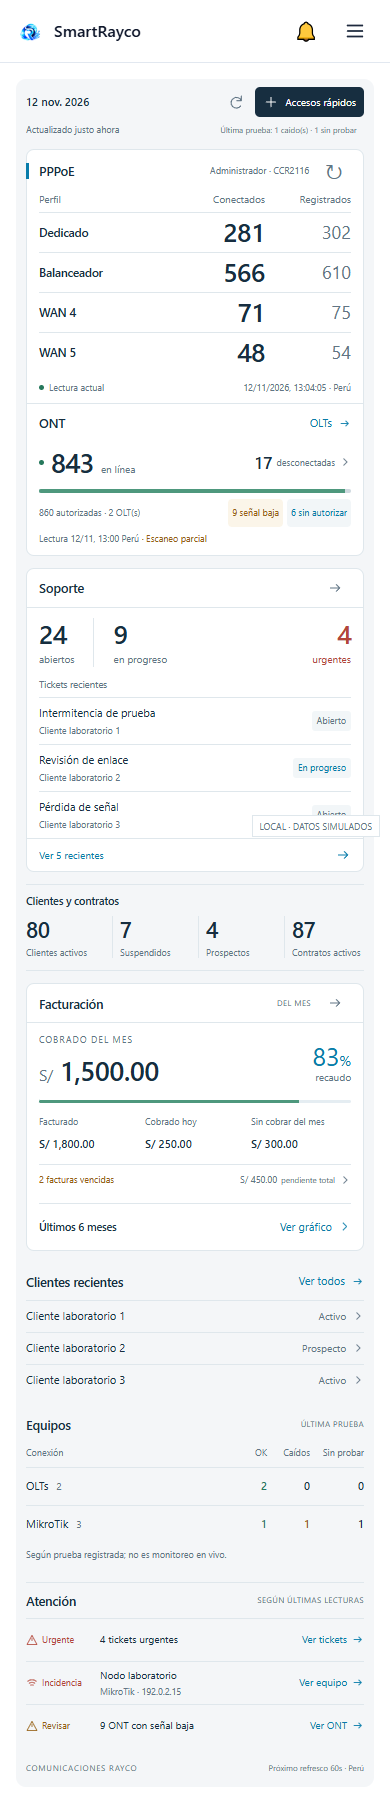 SmartRayco
12 nov. 2026
Accesos rápidos
Actualizado justo ahora
Última prueba: 1 caído(s) · 1 sin probar
PPPoE
Administrador · CCR2116
Perfil Conectados Registrados
Dedicado 281 302
Balanceador 566 610
WAN 4 71 75
WAN 5 48 54
Lectura actual 12/11/2026, 13:04:05 · Perú
ONT OLTs →
843 en línea 17 desconectadas
860 autorizadas · 2 OLT(s) 9 señal baja 6 sin autorizar
Lectura 12/11, 13:00 Perú · Escaneo parcial
Soporte →
24 9 4
abiertos en progreso urgentes
Tickets recientes
Intermitencia de prueba
Cliente laboratorio 1
Abierto
Revisión de enlace
Cliente laboratorio 2
En progreso
Pérdida de señal
Cliente laboratorio 3
Abierto
LOCAL · DATOS SIMULADOS
Ver 5 recientes →
Clientes y contratos
80 7 4 87
Clientes activos Suspendidos Prospectos Contratos activos
Facturación DEL MES →
COBRADO DEL MES
S/ 1,500.00
83%
recaudo
Facturado Cobrado hoy Sin cobrar del mes
S/ 1,800.00 S/ 250.00 S/ 300.00
2 facturas vencidas S/ 450.00 pendiente total
Últimos 6 meses Ver gráfico
Clientes recientes Ver todos →
Cliente laboratorio 1 Activo
Cliente laboratorio 2 Prospecto
Cliente laboratorio 3 Activo
Equipos ÚLTIMA PRUEBA
Conexión OK Caídos Sin probar
OLTs 2 2 0 0
MikroTik 3 1 1 1
Según prueba registrada; no es monitoreo en vivo.
Atención SEGÚN ÚLTIMAS LECTURAS
Urgente 4 tickets urgentes Ver tickets →
Incidencia Nodo laboratorio
MikroTik · 192.0.2.15
Ver equipo →
Revisar 9 ONT con señal baja Ver ONT →
COMUNICACIONES RAYCO Próximo refresco 60s · Perú